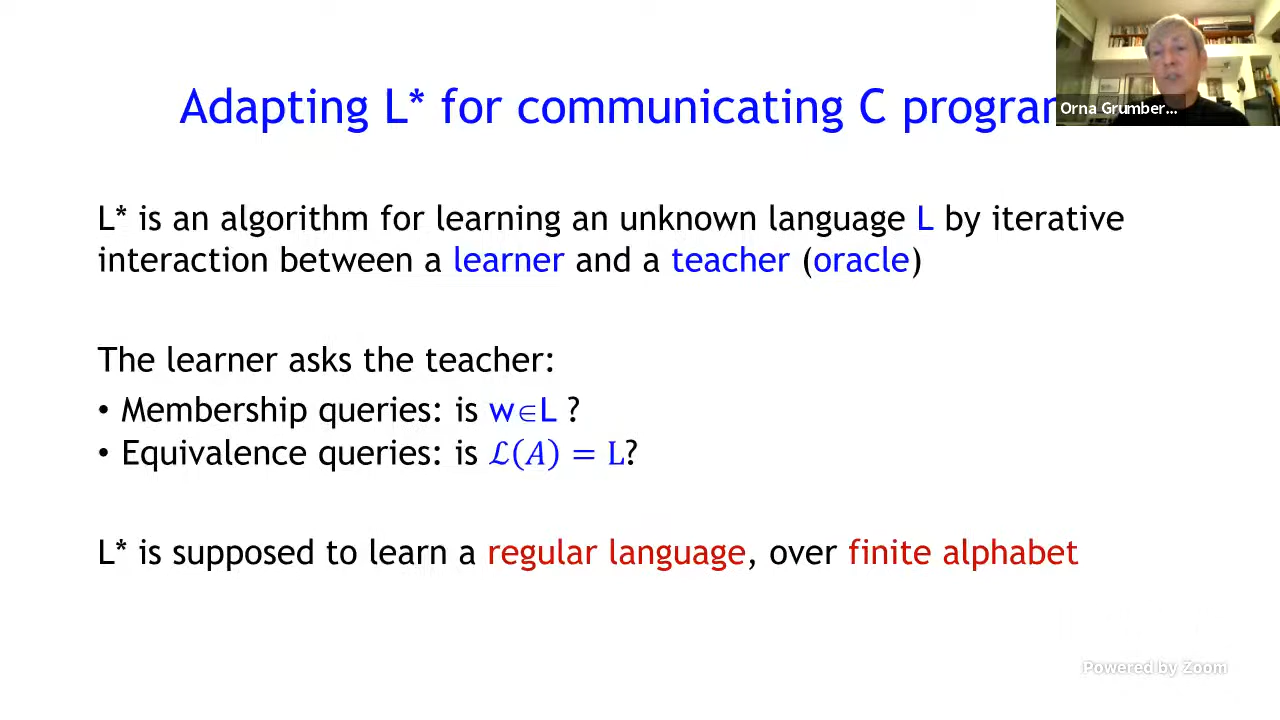 Adapting L* for communicating C program
Orna Grumber...
L* is an algorithm for learning an unknown language L by iterative
interaction between a learner and a teacher (oracle)
The learner asks the teacher:
• Membership queries: is w∈L ?
• Equivalence queries: is ℒ(A) = L?
L* is supposed to learn a regular language, over finite alphabet
Powered by Zoom